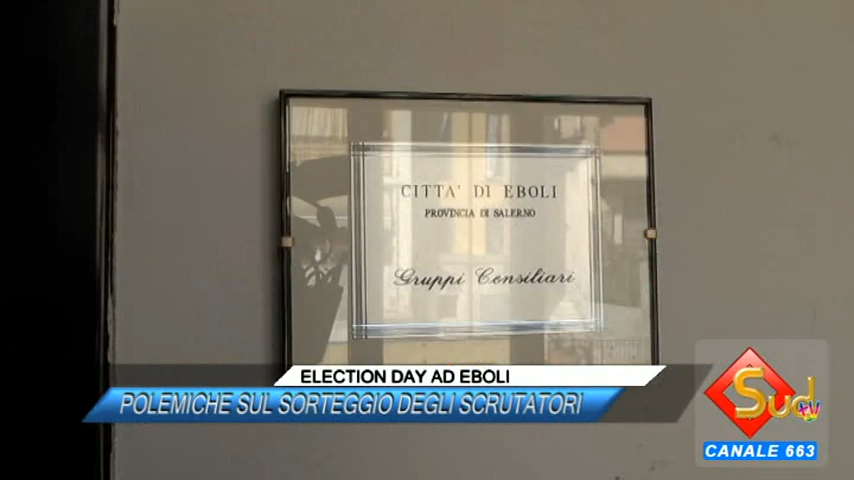 CITTA' DI EBOLI
PROVINCIA DI SALERNO
Gruppi Consiliari
ELECTION DAY AD EBOLI
POLEMICHE SUL SORTEGGIO DEGLI SCRUTATORI
Sud tv
CANALE 663